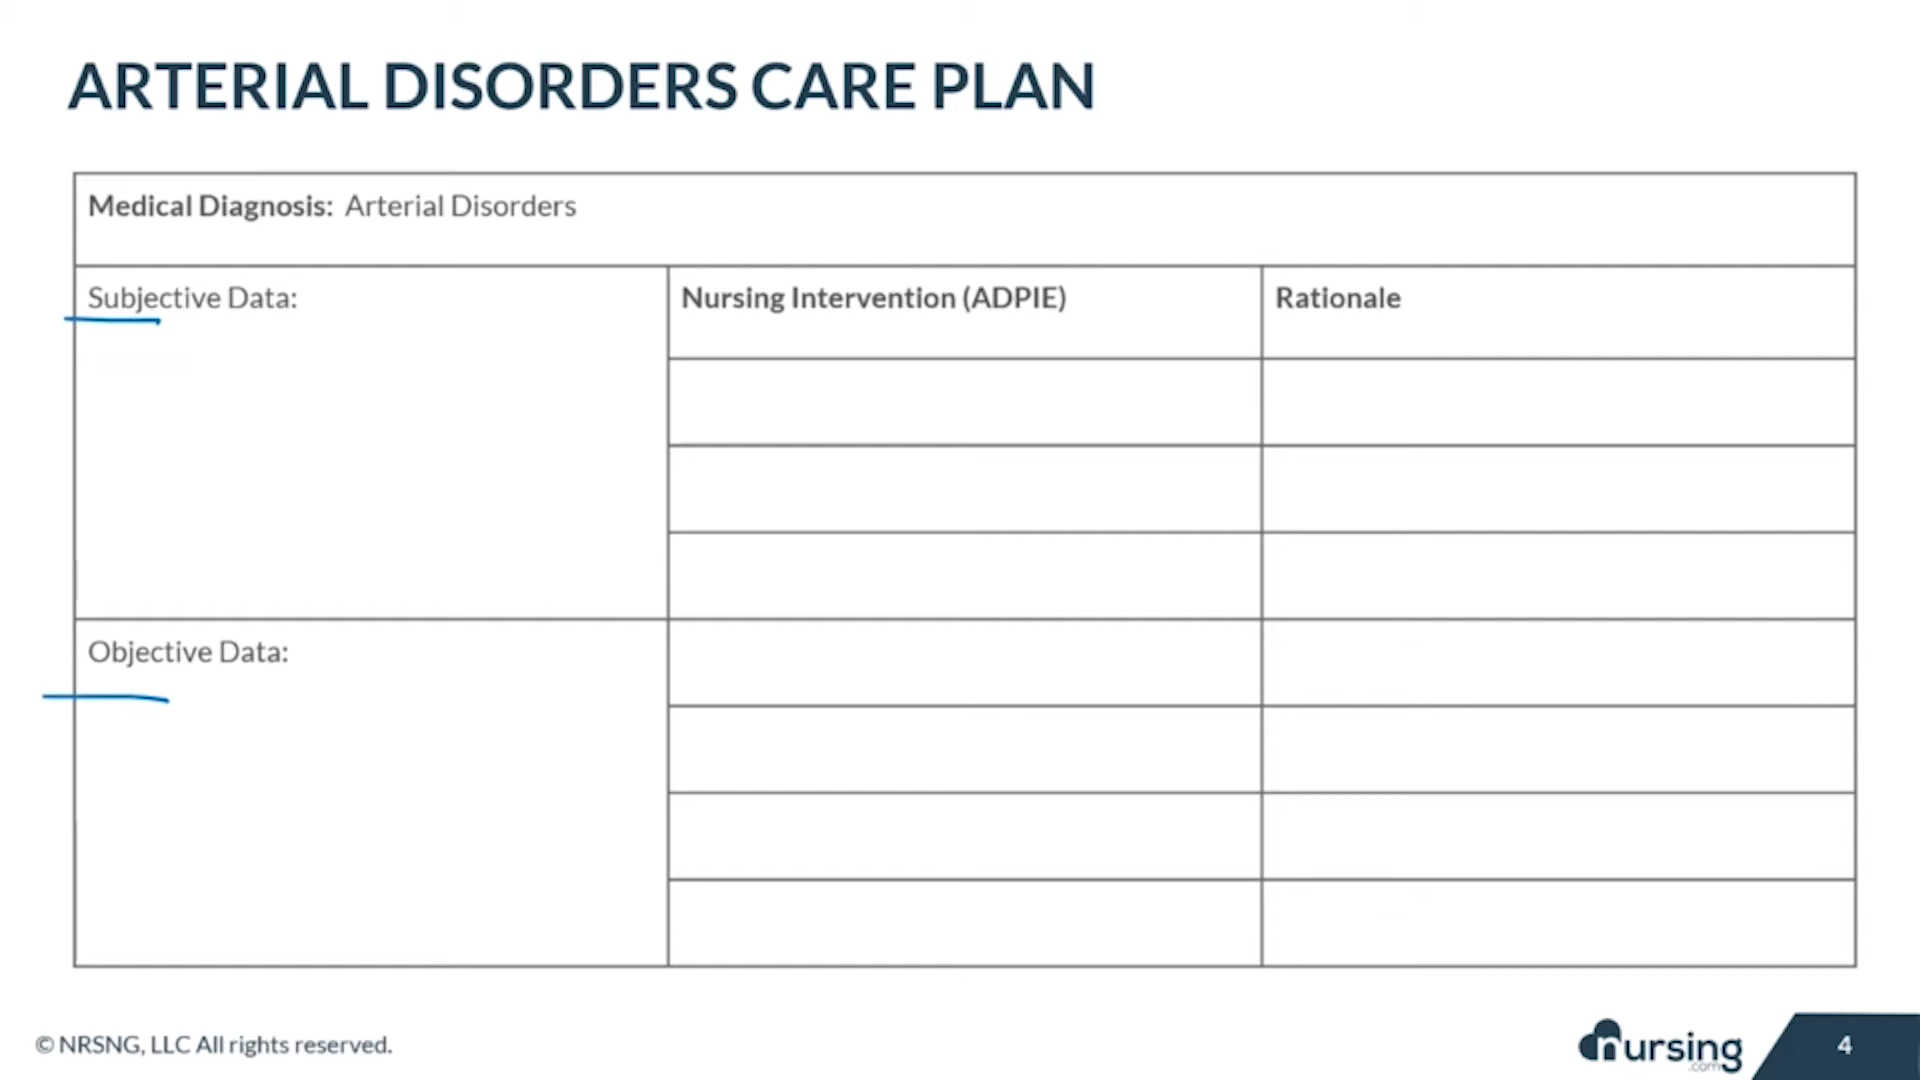 ARTERIAL DISORDERS CARE PLAN
Medical Diagnosis: Arterial Disorders
Subjective Data:
Nursing Intervention (ADPIE)
Rationale
Objective Data:
© NRSNG, LLC All rights reserved.
nursing
.com
4